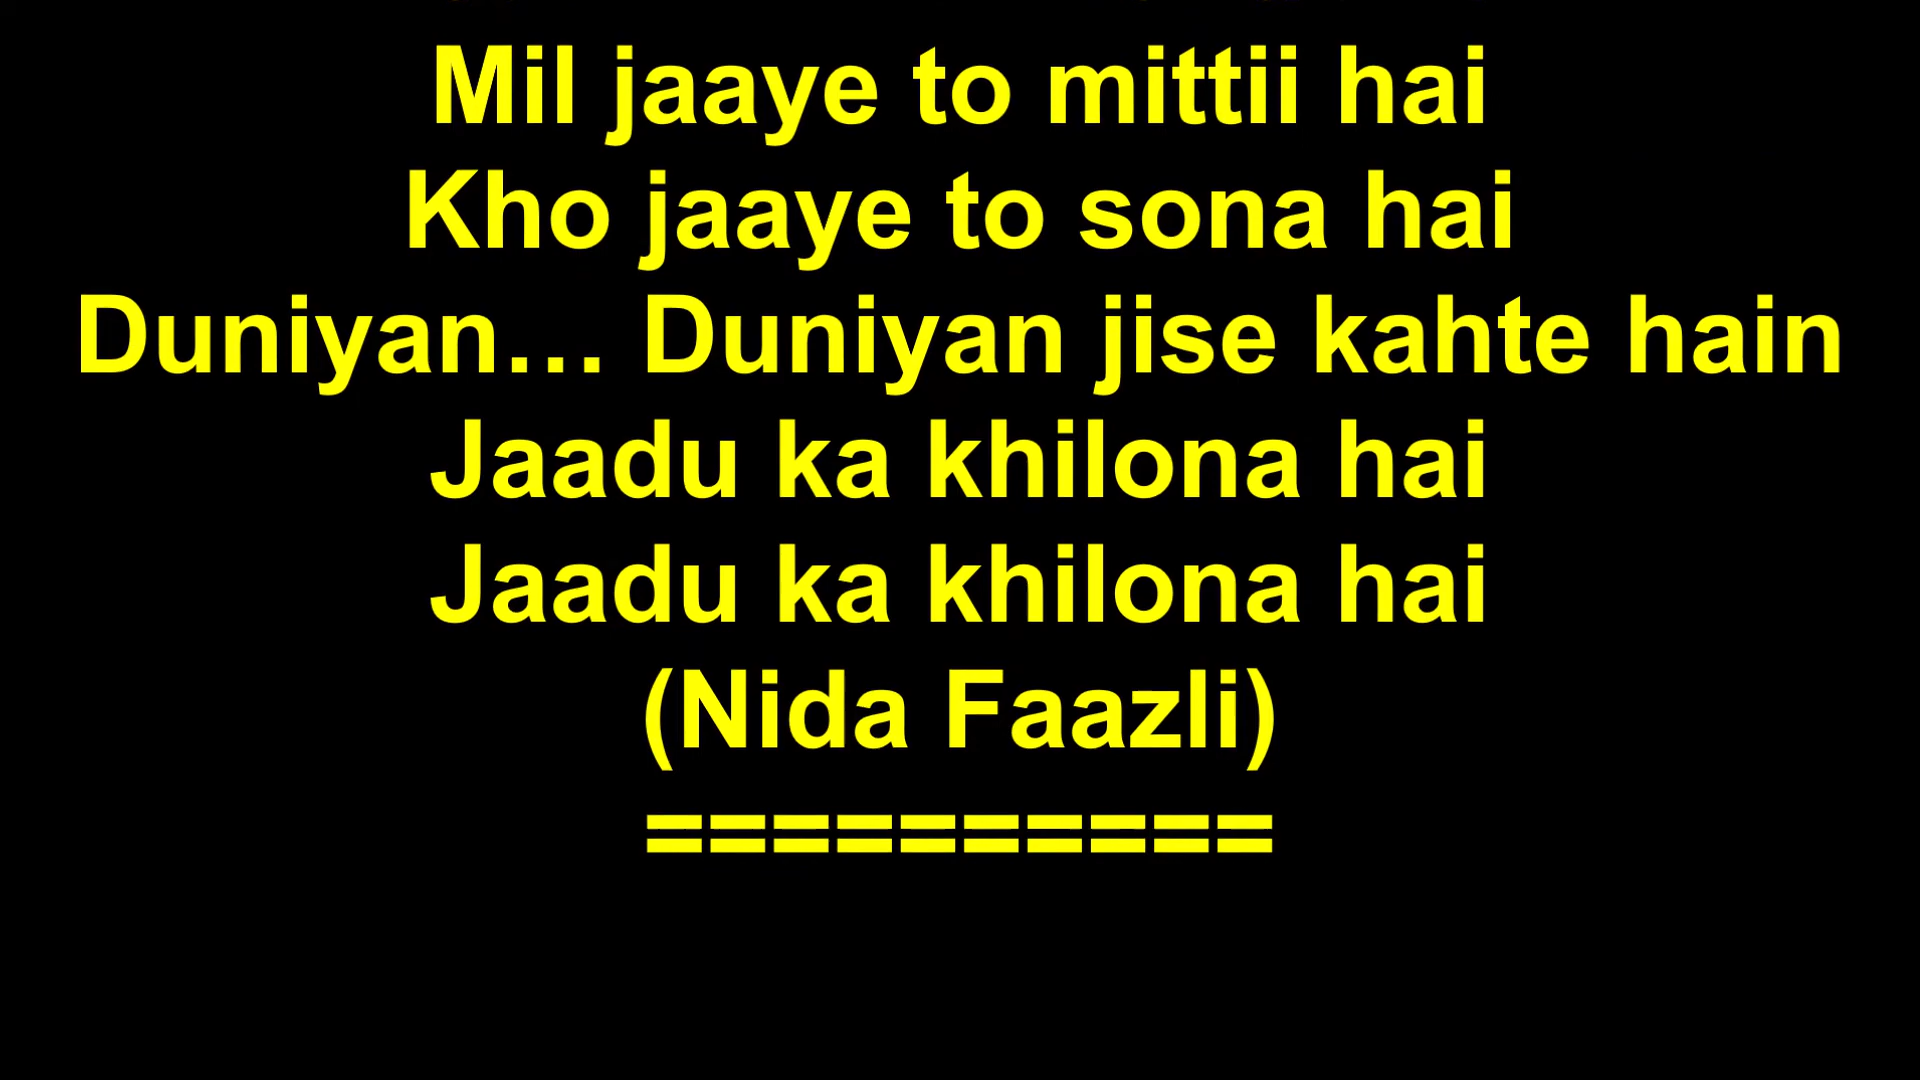 Mil jaaye to mittii hai
Kho jaaye to sona hai
Duniyan… Duniyan jise kahte hain
Jaadu ka khilona hai
Jaadu ka khilona hai
(Nida Faazli)
==========